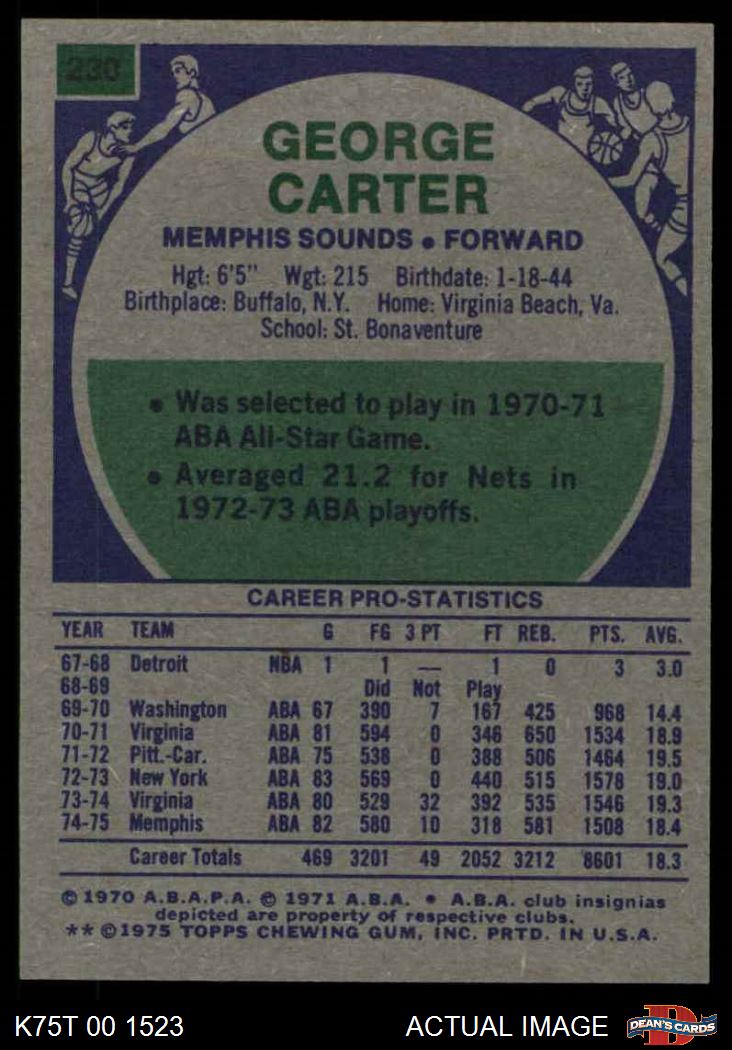 230
GEORGE
CARTER
MEMPHIS SOUNDS • FORWARD
Hgt: 6'5" Wgt: 215 Birthdate: 1-18-44
Birthplace: Buffalo, N.Y. Home: Virginia Beach, Va.
School: St. Bonaventure
• Was selected to play in 1970-71
ABA All-Star Game.
• Averaged 21.2 for Nets in
1972-73 ABA playoffs.
CAREER PRO-STATISTICS
YEAR TEAM G FG 3 PT FT REB. PTS. AVG.
67-68 Detroit NBA 1 1 — 1 0 3 3.0
68-69 Did Not Play
69-70 Washington ABA 67 390 7 167 425 968 14.4
70-71 Virginia ABA 81 594 0 346 650 1534 18.9
71-72 Pitt.-Car. ABA 75 538 0 388 506 1464 19.5
72-73 New York ABA 83 569 0 440 515 1578 19.0
73-74 Virginia ABA 80 529 32 392 535 1546 19.3
74-75 Memphis ABA 82 580 10 318 581 1508 18.4
Career Totals 469 3201 49 2052 3212 8601 18.3
© 1970 A.B.A.P.A. © 1971 A.B.A. • A.B.A. club insignias
depicted are property of respective clubs.
** © 1975 TOPPS CHEWING GUM, INC. PRTD. IN U.S.A.
K75T 00 1523 ACTUAL IMAGE D DEAN'S CARDS